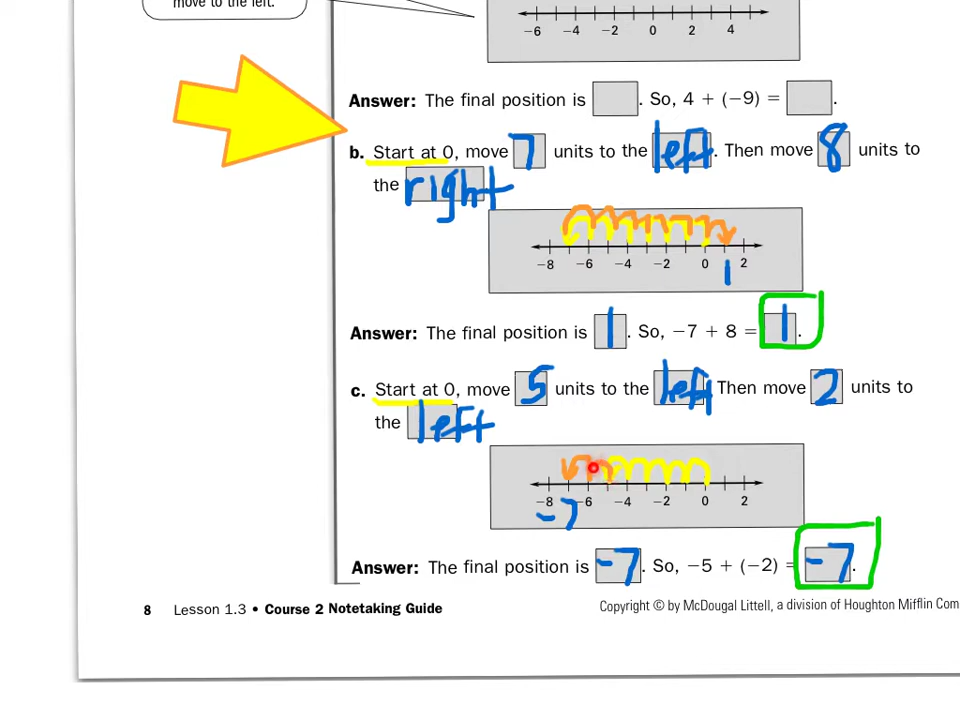 move to the left.
−6 −4 −2 0 2 4
Answer: The final position is . So, 4 + (−9) = .
b. Start at 0, move 7 units to the left. Then move 8 units to
the right
−8 −6 −4 −2 0 1 2
Answer: The final position is 1. So, −7 + 8 = 1.
c. Start at 0, move 5 units to the left Then move 2 units to
the left
−8 −6 −4 −2 0 2
−7
Answer: The final position is −7. So, −5 + (−2) = −7.
8 Lesson 1.3 • Course 2 Notetaking Guide
Copyright © by McDougal Littell, a division of Houghton Mifflin Com